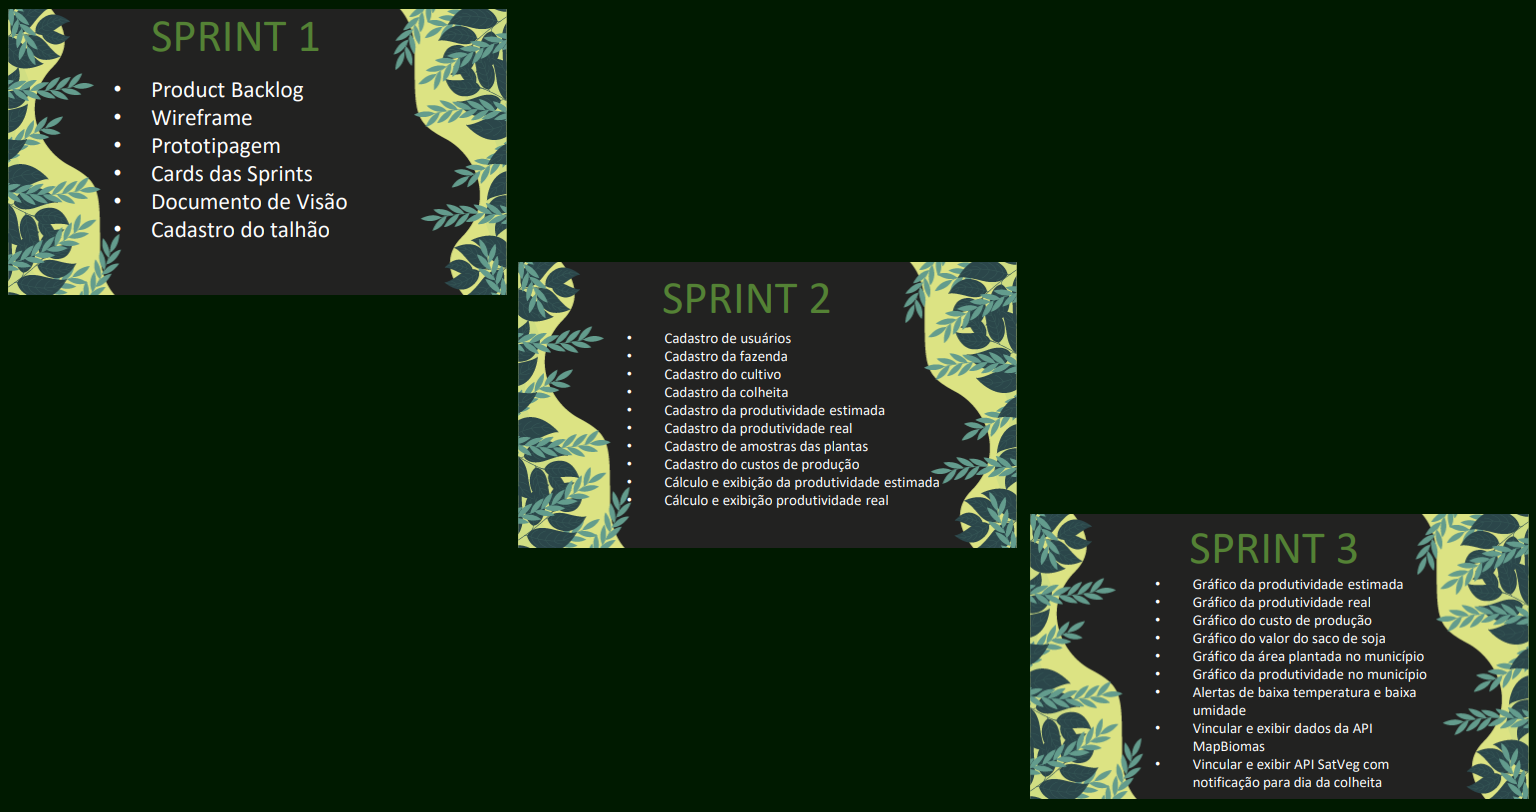 SPRINT 1
• Product Backlog
• Wireframe
• Prototipagem
• Cards das Sprints
• Documento de Visão
• Cadastro do talhão
SPRINT 2
• Cadastro de usuários
• Cadastro da fazenda
• Cadastro do cultivo
• Cadastro da colheita
• Cadastro da produtividade estimada
• Cadastro da produtividade real
• Cadastro de amostras das plantas
• Cadastro do custos de produção
• Cálculo e exibição da produtividade estimada
• Cálculo e exibição produtividade real
SPRINT 3
• Gráfico da produtividade estimada
• Gráfico da produtividade real
• Gráfico do custo de produção
• Gráfico do valor do saco de soja
• Gráfico da área plantada no município
• Gráfico da produtividade no município
• Alertas de baixa temperatura e baixa
umidade
• Vincular e exibir dados da API
MapBiomas
• Vincular e exibir API SatVeg com
notificação para dia da colheita